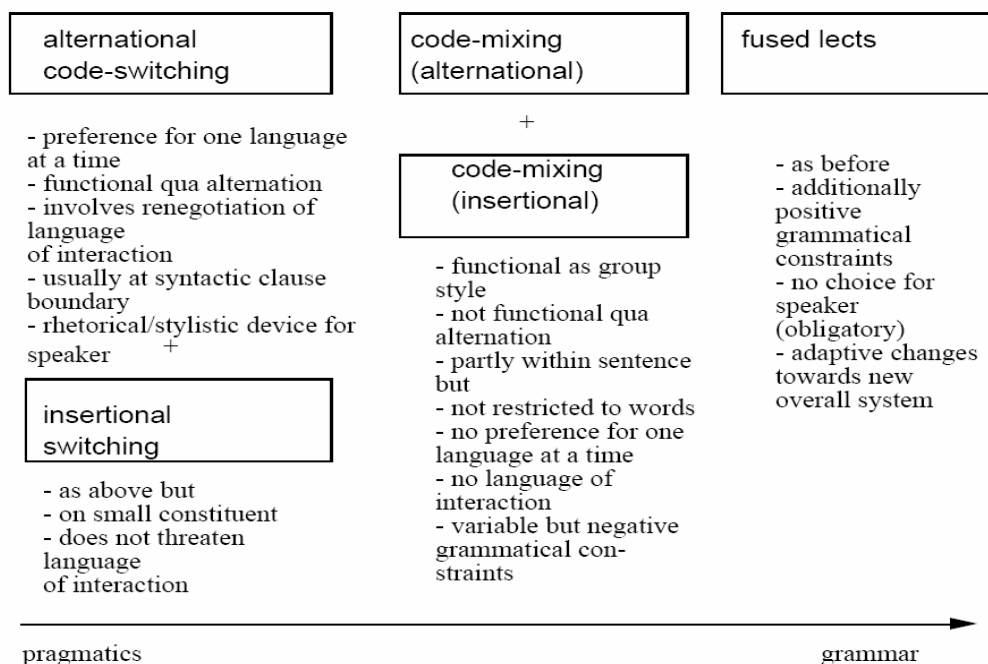 alternational
code-switching
- preference for one language
at a time
- functional qua alternation
- involves renegotiation of
language
of interaction
- usually at syntactic clause
boundary
- rhetorical/stylistic device for
speaker +
insertional
switching
- as above but
- on small constituent
- does not threaten
language
of interaction
code-mixing
(alternational)
+
code-mixing
(insertional)
- functional as group
style
- not functional qua
alternation
- partly within sentence
but
- not restricted to words
- no preference for one
language at a time
- no language of
interaction
- variable but negative
grammatical con-
straints
fused lects
- as before
- additionally
positive
grammatical
constraints
- no choice for
speaker
(obligatory)
- adaptive changes
towards new
overall system
pragmatics
grammar